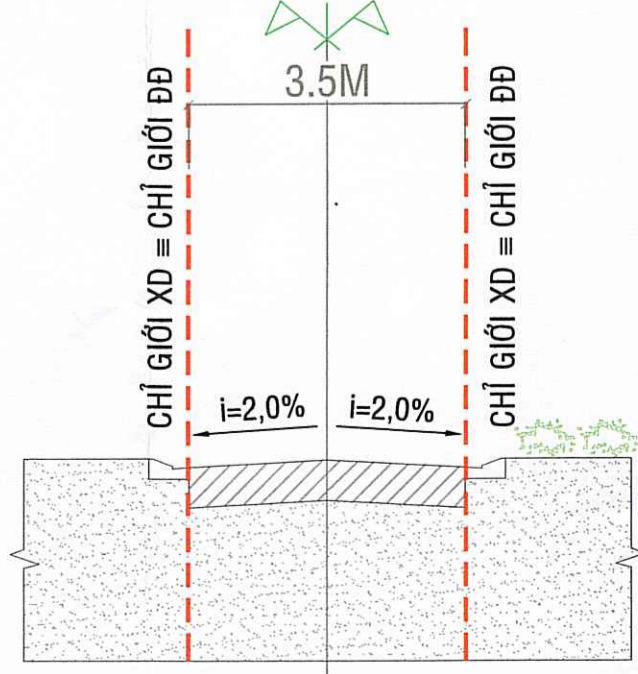 3.5M
CHỈ GIỚI XD ≡ CHỈ GIỚI ĐĐ
CHỈ GIỚI XD ≡ CHỈ GIỚI ĐĐ
i=2,0%
i=2,0%